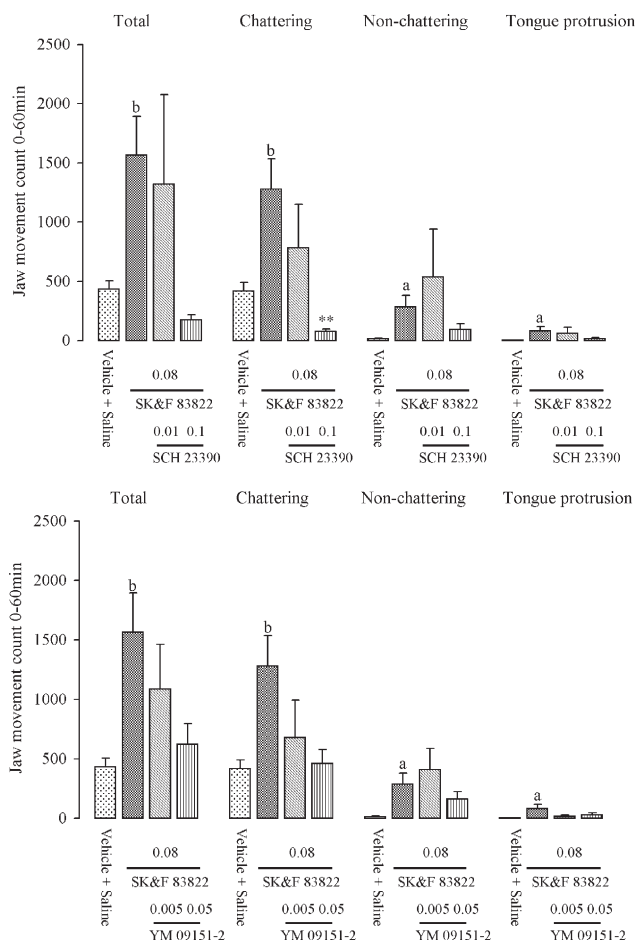 Total Chattering Non-chattering Tongue protrusion
Jaw movement count 0-60min
2500
2000
1500
1000
500
0
b
b
**
a
a
Vehicle + Saline Vehicle + Saline Vehicle + Saline Vehicle + Saline
0.08 0.08 0.08 0.08
SK&F 83822 SK&F 83822 SK&F 83822 SK&F 83822
0.01 0.1 0.01 0.1 0.01 0.1 0.01 0.1
SCH 23390 SCH 23390 SCH 23390 SCH 23390
Total Chattering Non-chattering Tongue protrusion
Jaw movement count 0-60min
2500
2000
1500
1000
500
0
b
b
a
a
Vehicle + Saline Vehicle + Saline Vehicle + Saline Vehicle + Saline
0.08 0.08 0.08 0.08
SK&F 83822 SK&F 83822 SK&F 83822 SK&F 83822
0.005 0.05 0.005 0.05 0.005 0.05 0.005 0.05
YM 09151-2 YM 09151-2 YM 09151-2 YM 09151-2